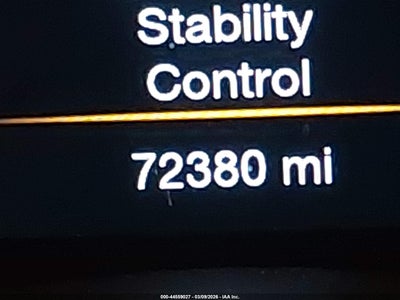 Stability
Control
72380 mi
000-44559027 - 03/09/2026 - IAA Inc.